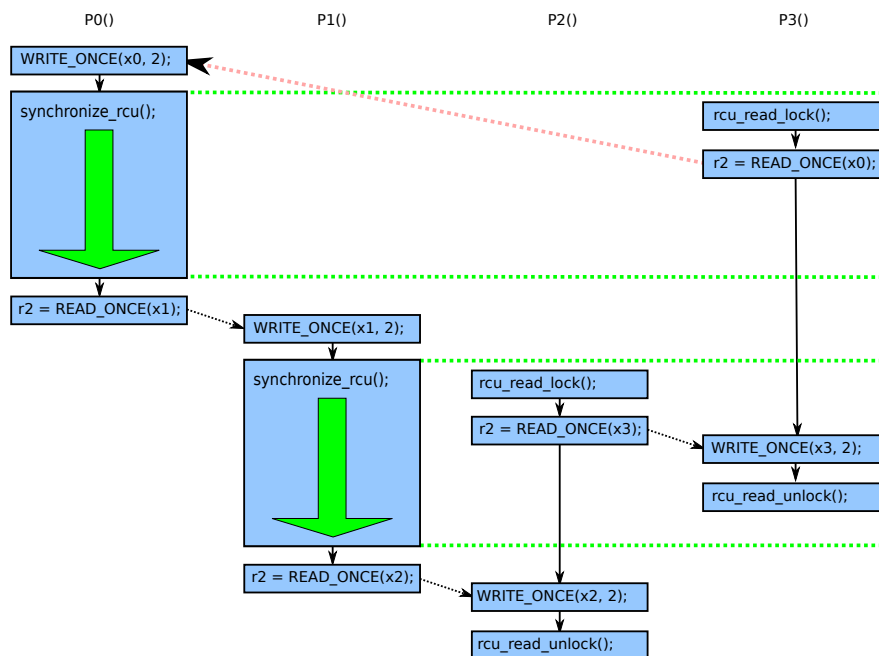 P0()
P1()
P2()
P3()
WRITE_ONCE(x0, 2);
synchronize_rcu();
rcu_read_lock();
r2 = READ_ONCE(x0);
r2 = READ_ONCE(x1);
WRITE_ONCE(x1, 2);
synchronize_rcu();
rcu_read_lock();
r2 = READ_ONCE(x3);
WRITE_ONCE(x3, 2);
rcu_read_unlock();
r2 = READ_ONCE(x2);
WRITE_ONCE(x2, 2);
rcu_read_unlock();